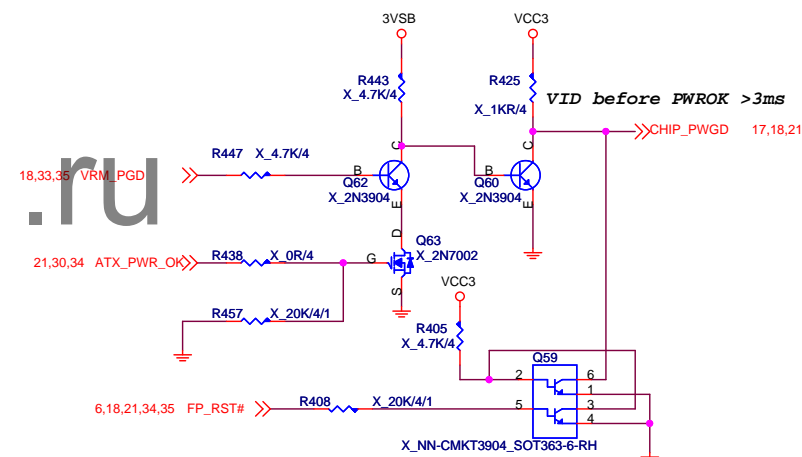 3VSB
VCC3
R443
X_4.7K/4
R425
X_1KR/4
VID before PWROK >3ms
CHIP_PWGD 17,18,21
C
C
R447 X_4.7K/4
18,33,35 VRM_PGD
B
Q62
X_2N3904
B
Q60
X_2N3904
E
E
.ru
D
Q63
X_2N7002
21,30,34 ATX_PWR_OK
R438 X_0R/4
G
S
VCC3
R457 X_20K/4/1
R405
X_4.7K/4
Q59
2
6
1
6,18,21,34,35 FP_RST#
R408 X_20K/4/1
5
3
4
X_NN-CMKT3904_SOT363-6-RH